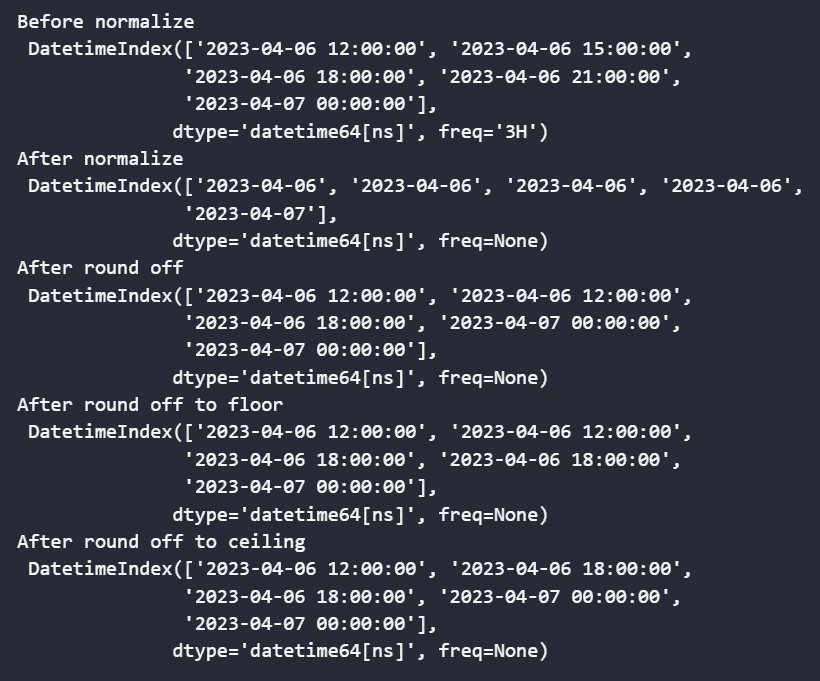 Before normalize
DatetimeIndex(['2023-04-06 12:00:00', '2023-04-06 15:00:00',
'2023-04-06 18:00:00', '2023-04-06 21:00:00',
'2023-04-07 00:00:00'],
dtype='datetime64[ns]', freq='3H')
After normalize
DatetimeIndex(['2023-04-06', '2023-04-06', '2023-04-06', '2023-04-06',
'2023-04-07'],
dtype='datetime64[ns]', freq=None)
After round off
DatetimeIndex(['2023-04-06 12:00:00', '2023-04-06 12:00:00',
'2023-04-06 18:00:00', '2023-04-07 00:00:00',
'2023-04-07 00:00:00'],
dtype='datetime64[ns]', freq=None)
After round off to floor
DatetimeIndex(['2023-04-06 12:00:00', '2023-04-06 12:00:00',
'2023-04-06 18:00:00', '2023-04-06 18:00:00',
'2023-04-07 00:00:00'],
dtype='datetime64[ns]', freq=None)
After round off to ceiling
DatetimeIndex(['2023-04-06 12:00:00', '2023-04-06 18:00:00',
'2023-04-06 18:00:00', '2023-04-07 00:00:00',
'2023-04-07 00:00:00'],
dtype='datetime64[ns]', freq=None)